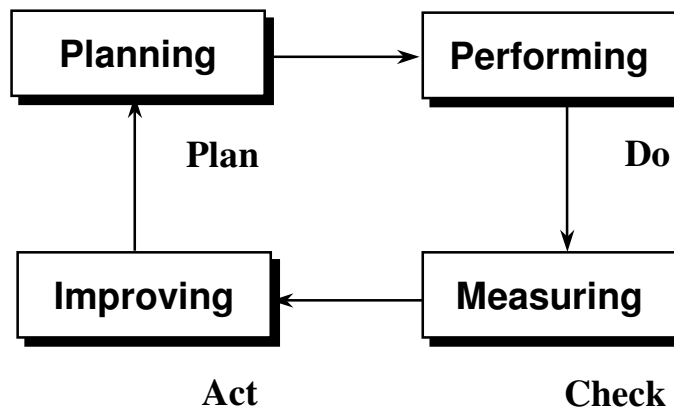 Planning
Performing
Plan
Do
Improving
Measuring
Act
Check